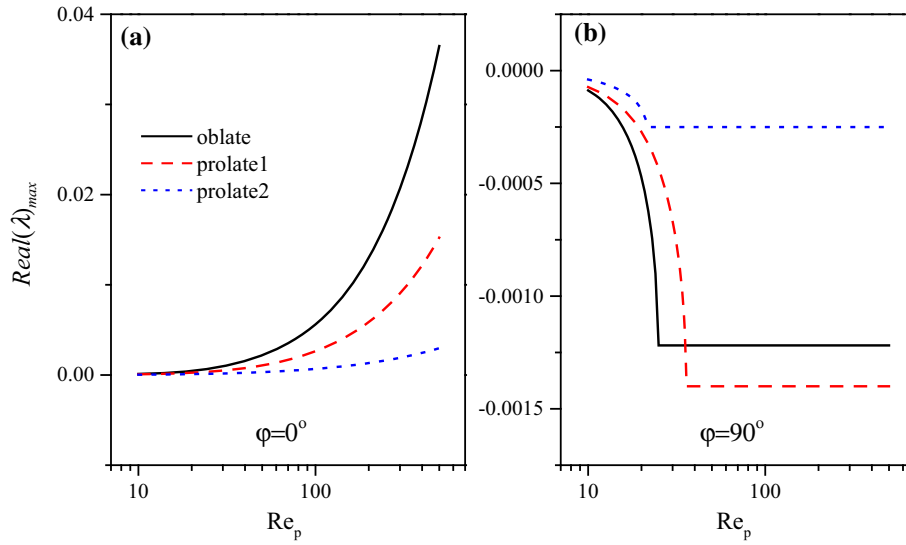 (a)
(b)
0.04
0.02
0.00
Real(λ)max
oblate
prolate1
prolate2
φ=0°
10
100
Rep
0.0000
-0.0005
-0.0010
-0.0015
φ=90°
10
100
Rep